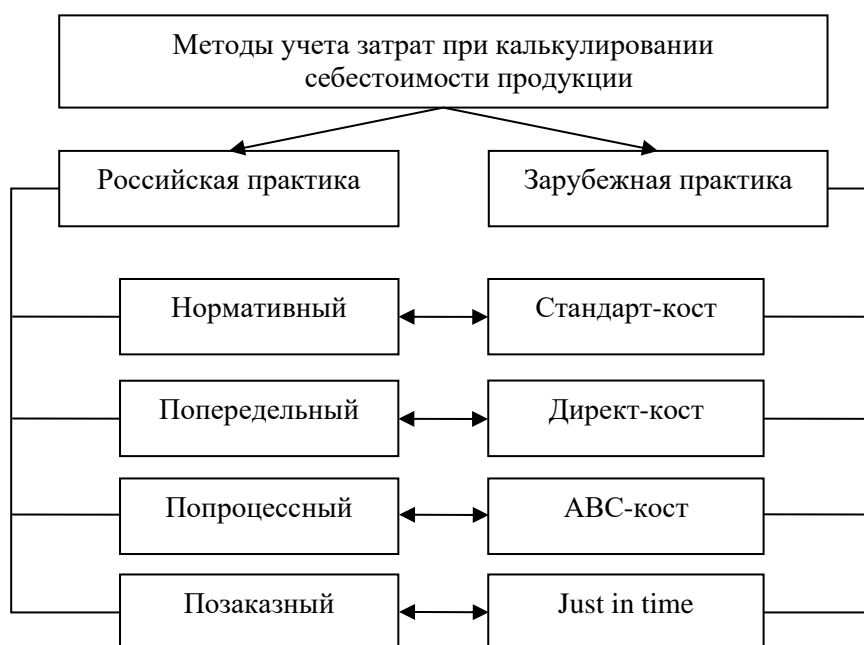 Методы учета затрат при калькулировании
себестоимости продукции
Российская практика
Зарубежная практика
Нормативный
Стандарт-кост
Попередельный
Директ-кост
Попроцессный
АВС-кост
Позаказный
Just in time